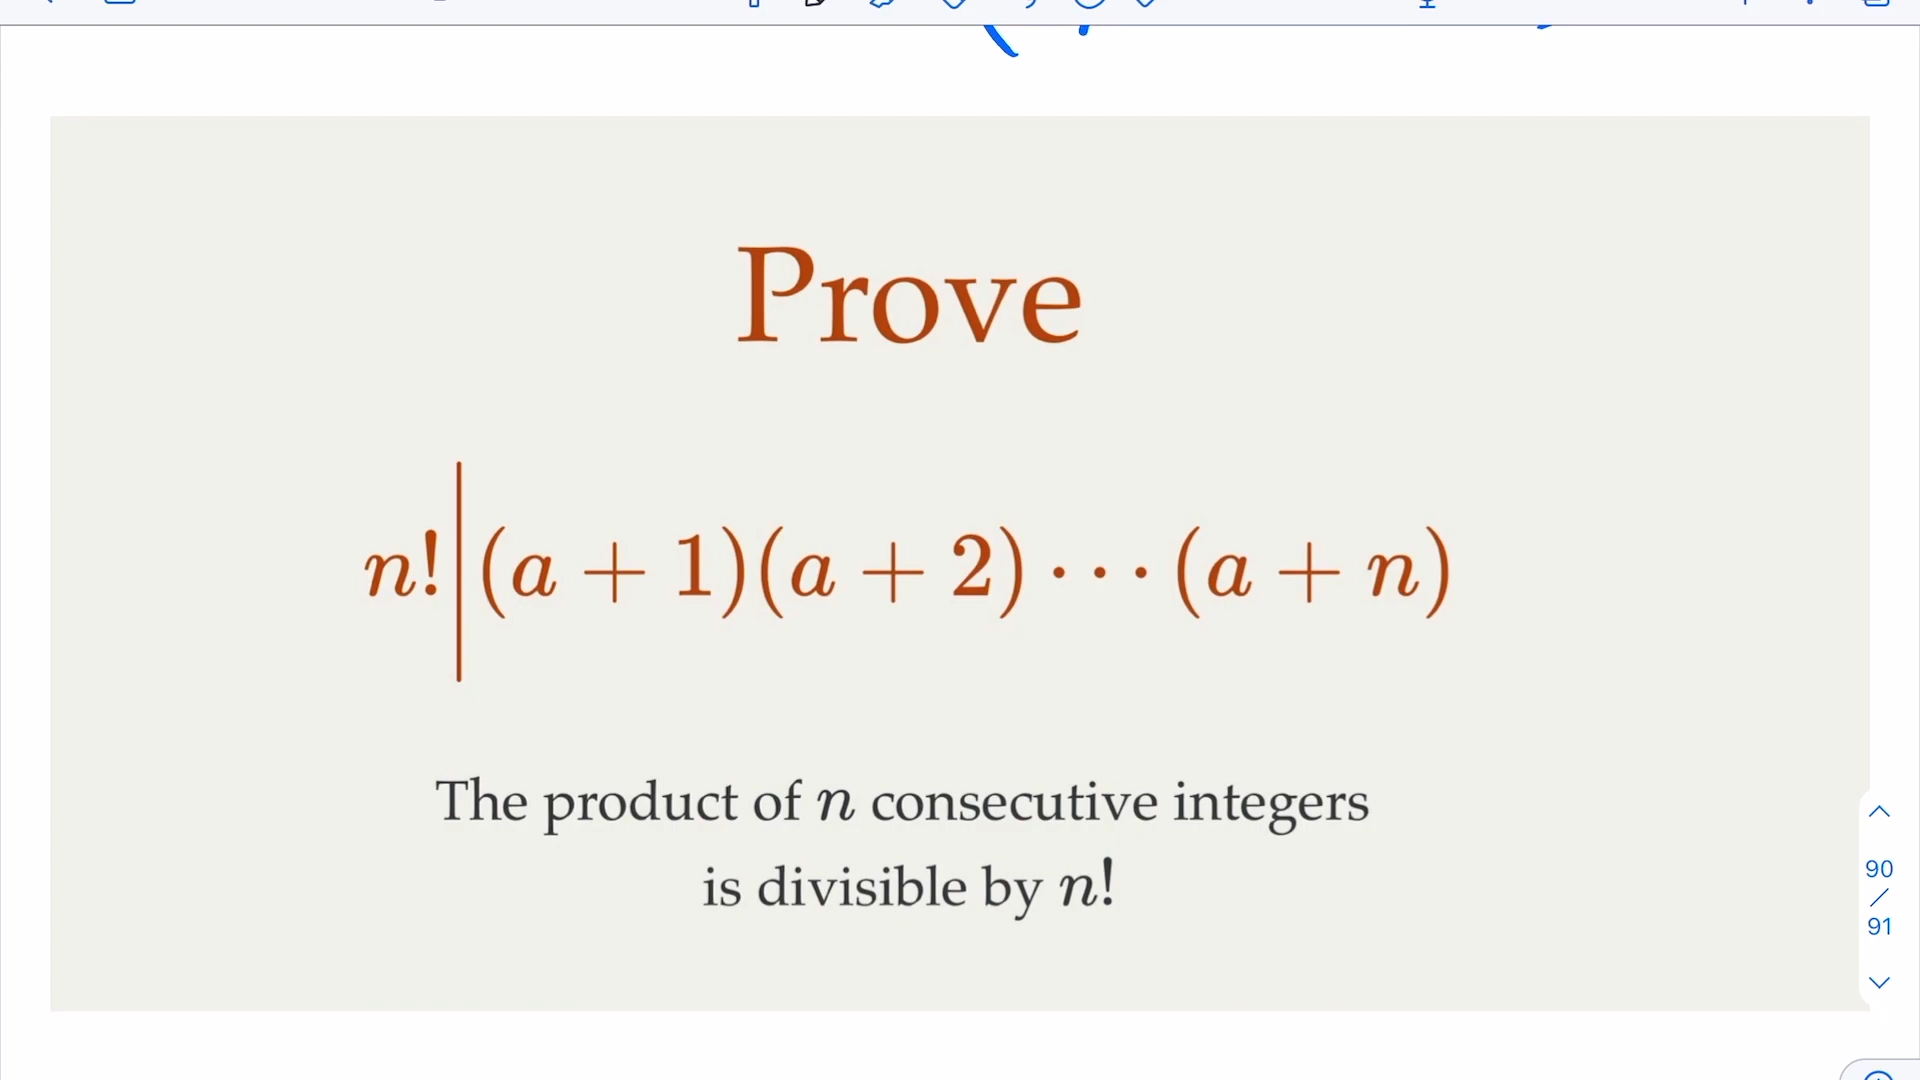 Prove
n! | (a + 1)(a + 2) ··· (a + n)
The product of n consecutive integers
is divisible by n!
90
/
91